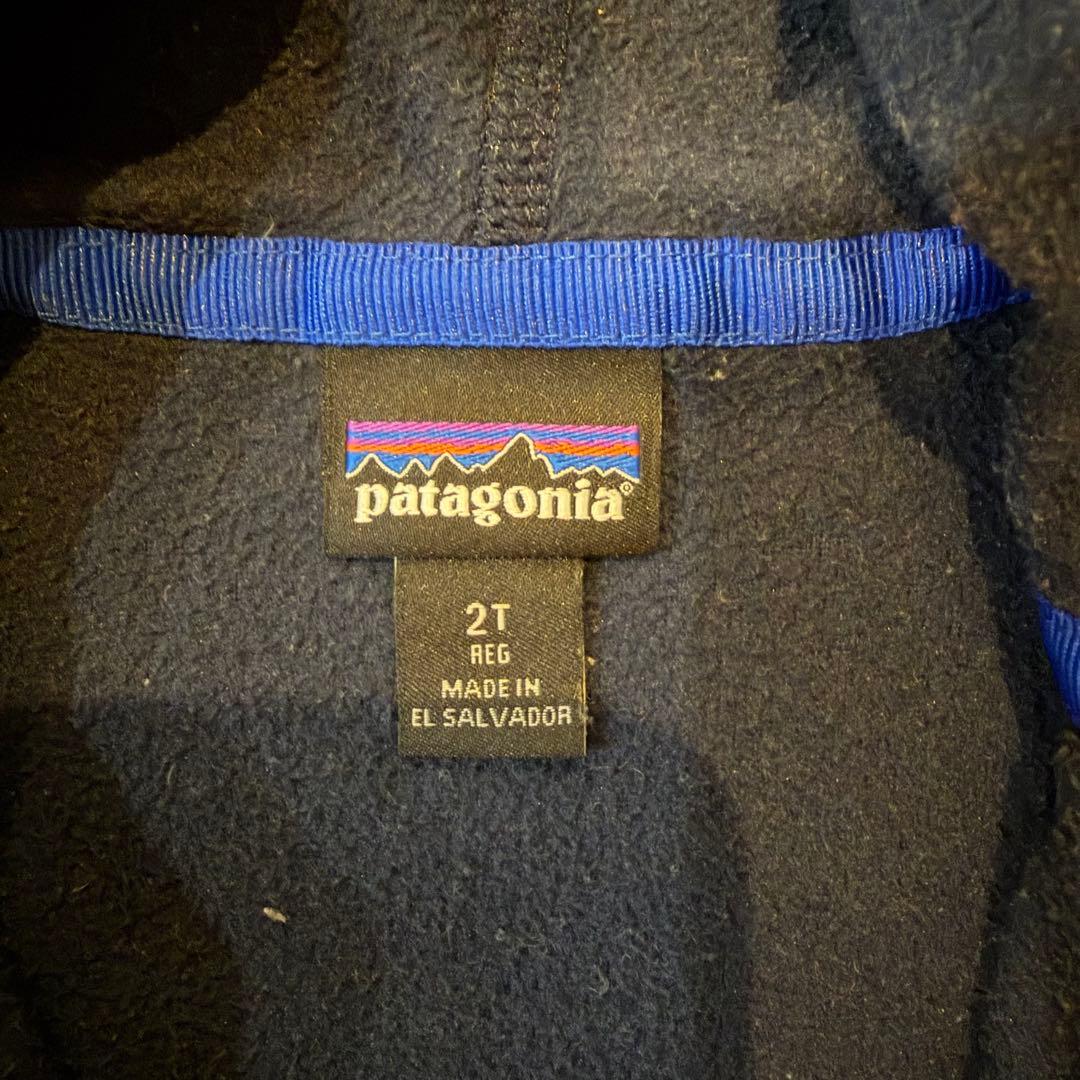 patagonia®
2T
REG
MADE IN
EL SALVADOR